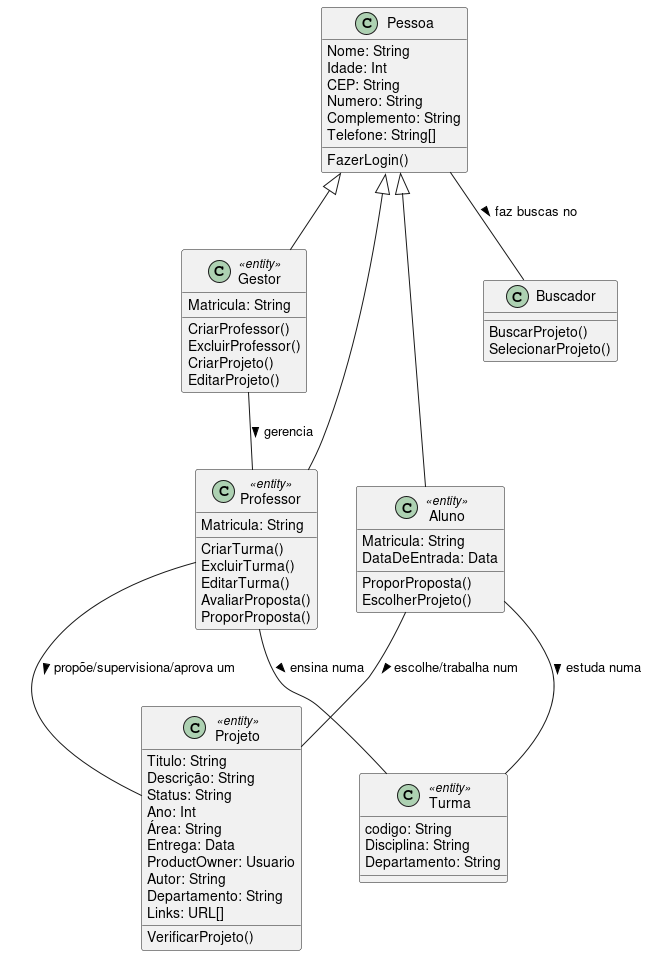 C Pessoa
Nome: String
Idade: Int
CEP: String
Numero: String
Complemento: String
Telefone: String[]
FazerLogin()
faz buscas no
C «entity»
Gestor
Matricula: String
CriarProfessor()
ExcluirProfessor()
CriarProjeto()
EditarProjeto()
C Buscador
BuscarProjeto()
SelecionarProjeto()
gerencia
C «entity»
Professor
Matricula: String
CriarTurma()
ExcluirTurma()
EditarTurma()
AvaliarProposta()
ProporProposta()
C «entity»
Aluno
Matricula: String
DataDeEntrada: Data
ProporProposta()
EscolherProjeto()
propõe/supervisiona/aprova um
ensina numa
escolhe/trabalha num
estuda numa
C «entity»
Projeto
Titulo: String
Descrição: String
Status: String
Ano: Int
Área: String
Entrega: Data
ProductOwner: Usuario
Autor: String
Departamento: String
Links: URL[]
VerificarProjeto()
C «entity»
Turma
codigo: String
Disciplina: String
Departamento: String